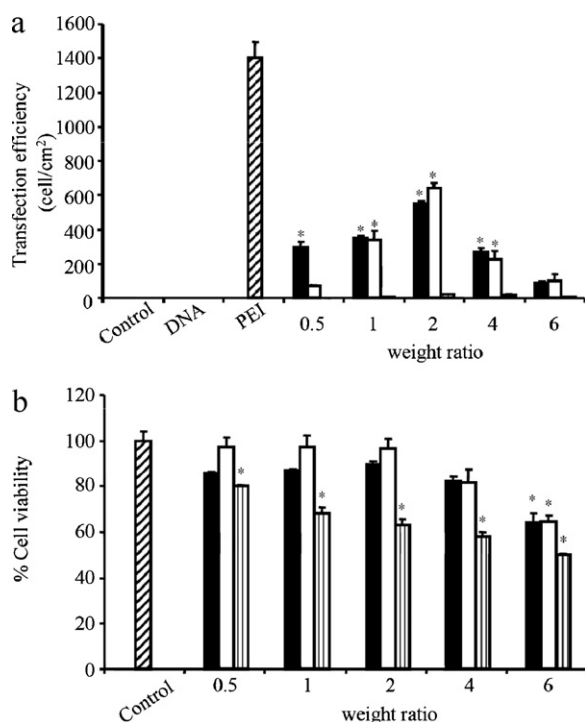 a
Transfection efficiency
(cell/cm²)
1600
1400
1200
1000
800
600
400
200
0
* * * * * * *
Control DNA PEI 0.5 1 2 4 6
weight ratio
b
% Cell viability
120
100
80
60
40
20
0
* * * * * * *
Control 0.5 1 2 4 6
weight ratio